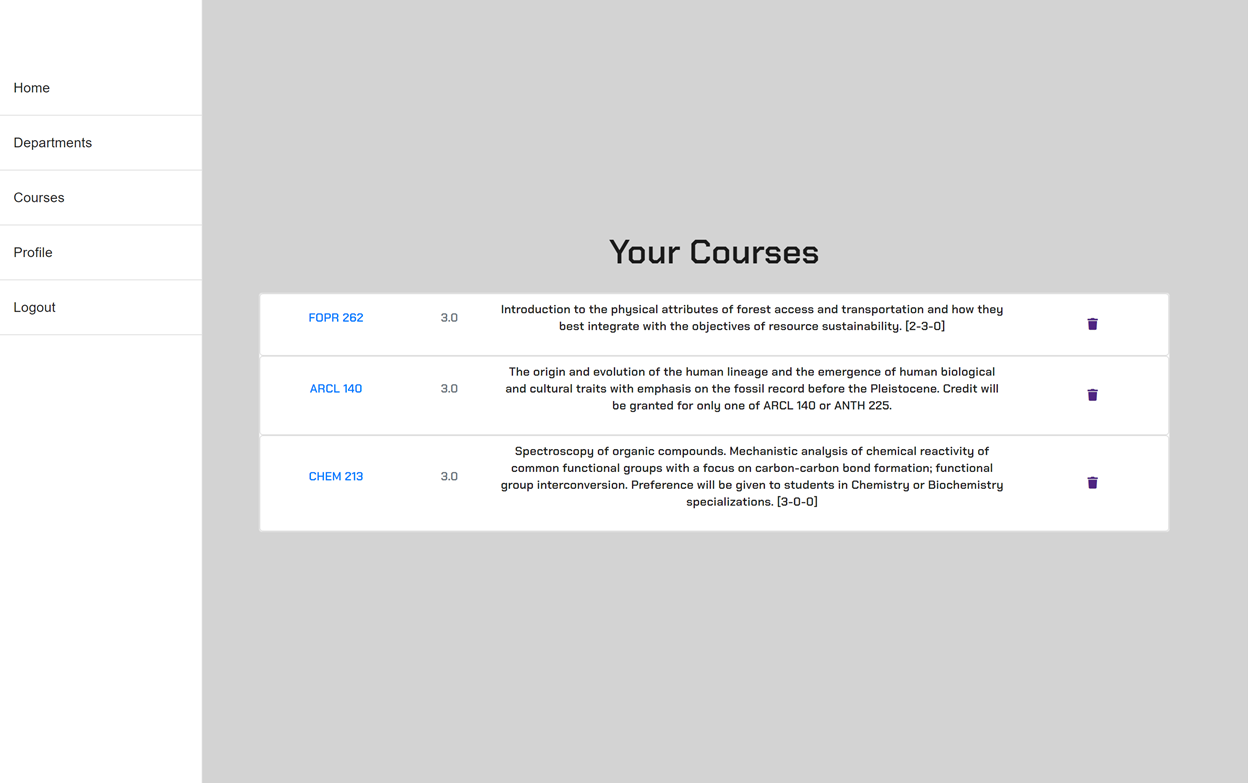 Home
Departments
Courses
Profile
Logout
Your Courses
FOPR 262
3.0
Introduction to the physical attributes of forest access and transportation and how they
best integrate with the objectives of resource sustainability. [2-3-0]
ARCL 140
3.0
The origin and evolution of the human lineage and the emergence of human biological
and cultural traits with emphasis on the fossil record before the Pleistocene. Credit will
be granted for only one of ARCL 140 or ANTH 225.
CHEM 213
3.0
Spectroscopy of organic compounds. Mechanistic analysis of chemical reactivity of
common functional groups with a focus on carbon-carbon bond formation; functional
group interconversion. Preference will be given to students in Chemistry or Biochemistry
specializations. [3-0-0]